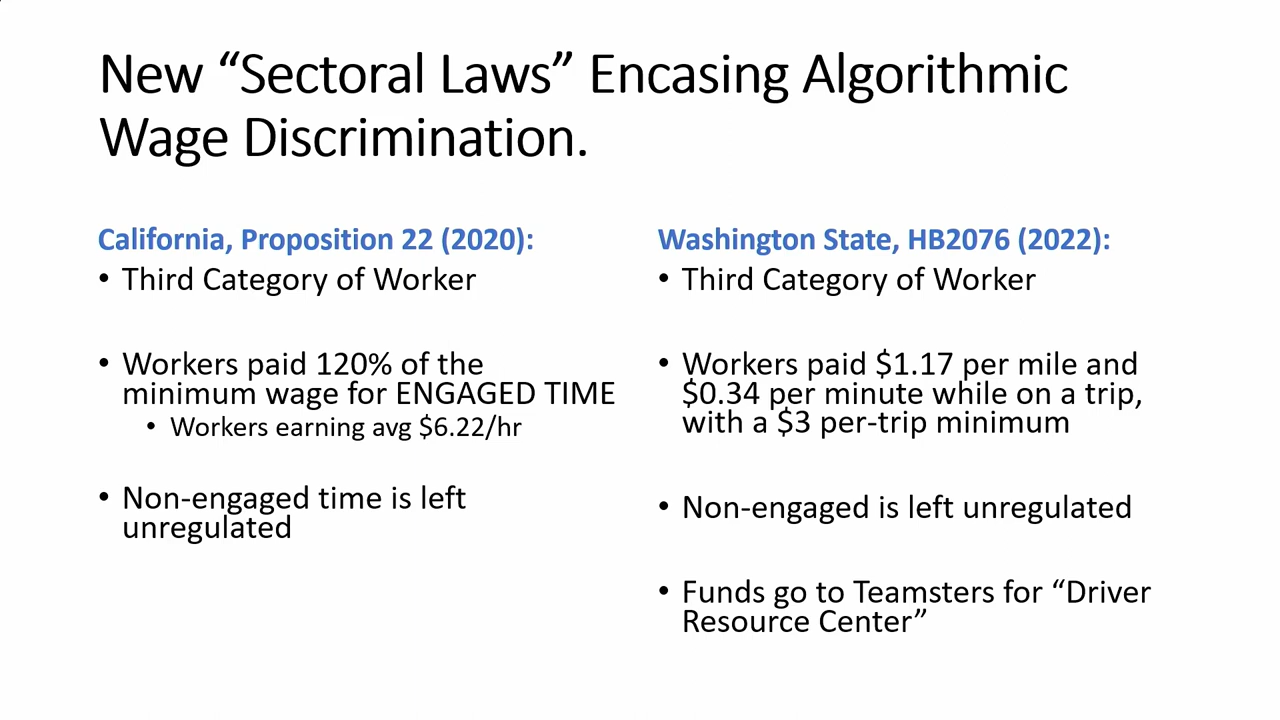 New “Sectoral Laws” Encasing Algorithmic
Wage Discrimination.
California, Proposition 22 (2020):
• Third Category of Worker
• Workers paid 120% of the
minimum wage for ENGAGED TIME
• Workers earning avg $6.22/hr
• Non-engaged time is left
unregulated
Washington State, HB2076 (2022):
• Third Category of Worker
• Workers paid $1.17 per mile and
$0.34 per minute while on a trip,
with a $3 per-trip minimum
• Non-engaged is left unregulated
• Funds go to Teamsters for “Driver
Resource Center”